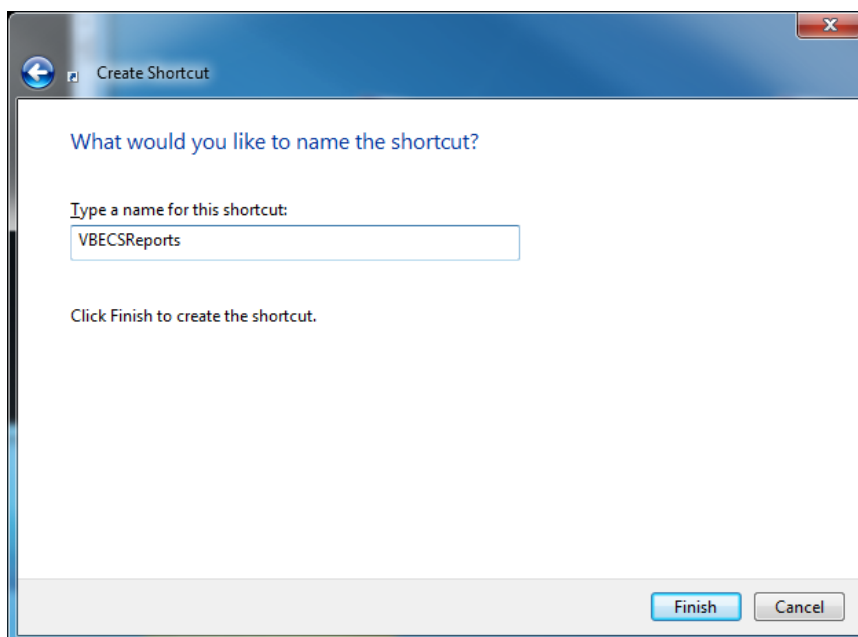 Create Shortcut
What would you like to name the shortcut?
Type a name for this shortcut:
VBECSReports
Click Finish to create the shortcut.
Finish Cancel